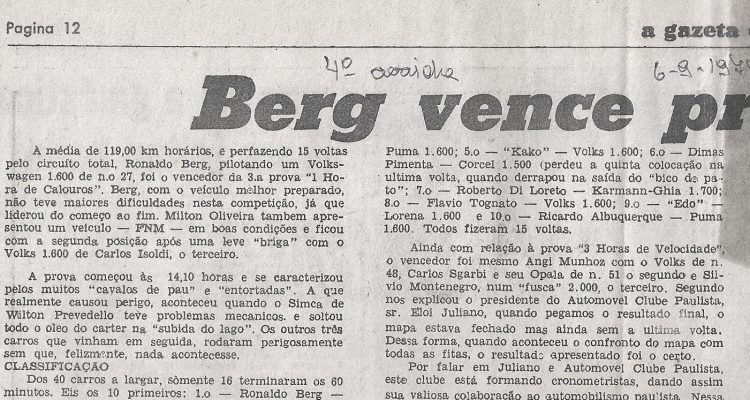 Pagina 12
a gazeta
4º
6-9-197
Berg vence pr
A média de 119,00 km horários, e perfazendo 15 voltas
pelo circuito total, Ronaldo Berg, pilotando um Volks-
wagen 1.600 de n.o 27, foi o vencedor da 3.a prova "1 Ho-
ra de Calouros". Berg, com o veículo melhor preparado,
não teve maiores dificuldades nesta competição, já que
liderou do começo ao fim. Milton Oliveira tambem apre-
sentou um veículo — FNM — em boas condições e ficou
com a segunda posição após uma leve "briga" com o
Volks 1.600 de Carlos Isoldi, o terceiro.
A prova começou às 14,10 horas e se caracterizou
pelos muitos "cavalos de pau" e "entortadas". A que
realmente causou perigo, aconteceu quando o Simca de
Wilton Prevedello teve problemas mecanicos. e soltou
todo o oleo do carter na "subida do lago". Os outros três
carros que vinham em seguida, rodaram perigosamente
sem que, felizmente, nada acontecesse.
CLASSIFICAÇÃO
Dos 40 carros a largar, sòmente 16 terminaram os 60
minutos. Eis os 10 primeiros: 1.o — Ronaldo Berg —
Puma 1.600; 5.o — "Kako" — Volks 1.600; 6.o — Dimas
Pimenta — Corcel 1.500 (perdeu a quinta colocação na
ultima volta, quando derrapou na saída do "bico de pa-
to"; 7.o — Roberto Di Loreto — Karmann-Ghia 1.700;
8.o — Flavio Tognato — Volks 1.600; 9.o — "Edo" —
Lorena 1.600 e 10.o — Ricardo Albuquerque — Puma
1.600. Todos fizeram 15 voltas.
Ainda com relação à prova "3 Horas de Velocidade",
o vencedor foi mesmo Angi Munhoz com o Volks de n.
48, Carlos Sgarbi e seu Opala de n. 51 o segundo e Sil-
vio Montenegro, num "fusca" 2.000, o terceiro. Segundo
nos explicou o presidente do Automovel Clube Paulista,
sr. Eloi Juliano, quando pegamos o resultado final, o
mapa estava fechado mas ainda sem a ultima volta.
Dessa forma, quando aconteceu o confronto do mapa com
todas as fitas, o resultado apresentado foi o certo.
Por falar em Juliano e Automovel Clube Paulista,
este clube está formando cronometristas, dando assim
sua valiosa colaboração ao automobilismo paulista. Nessa